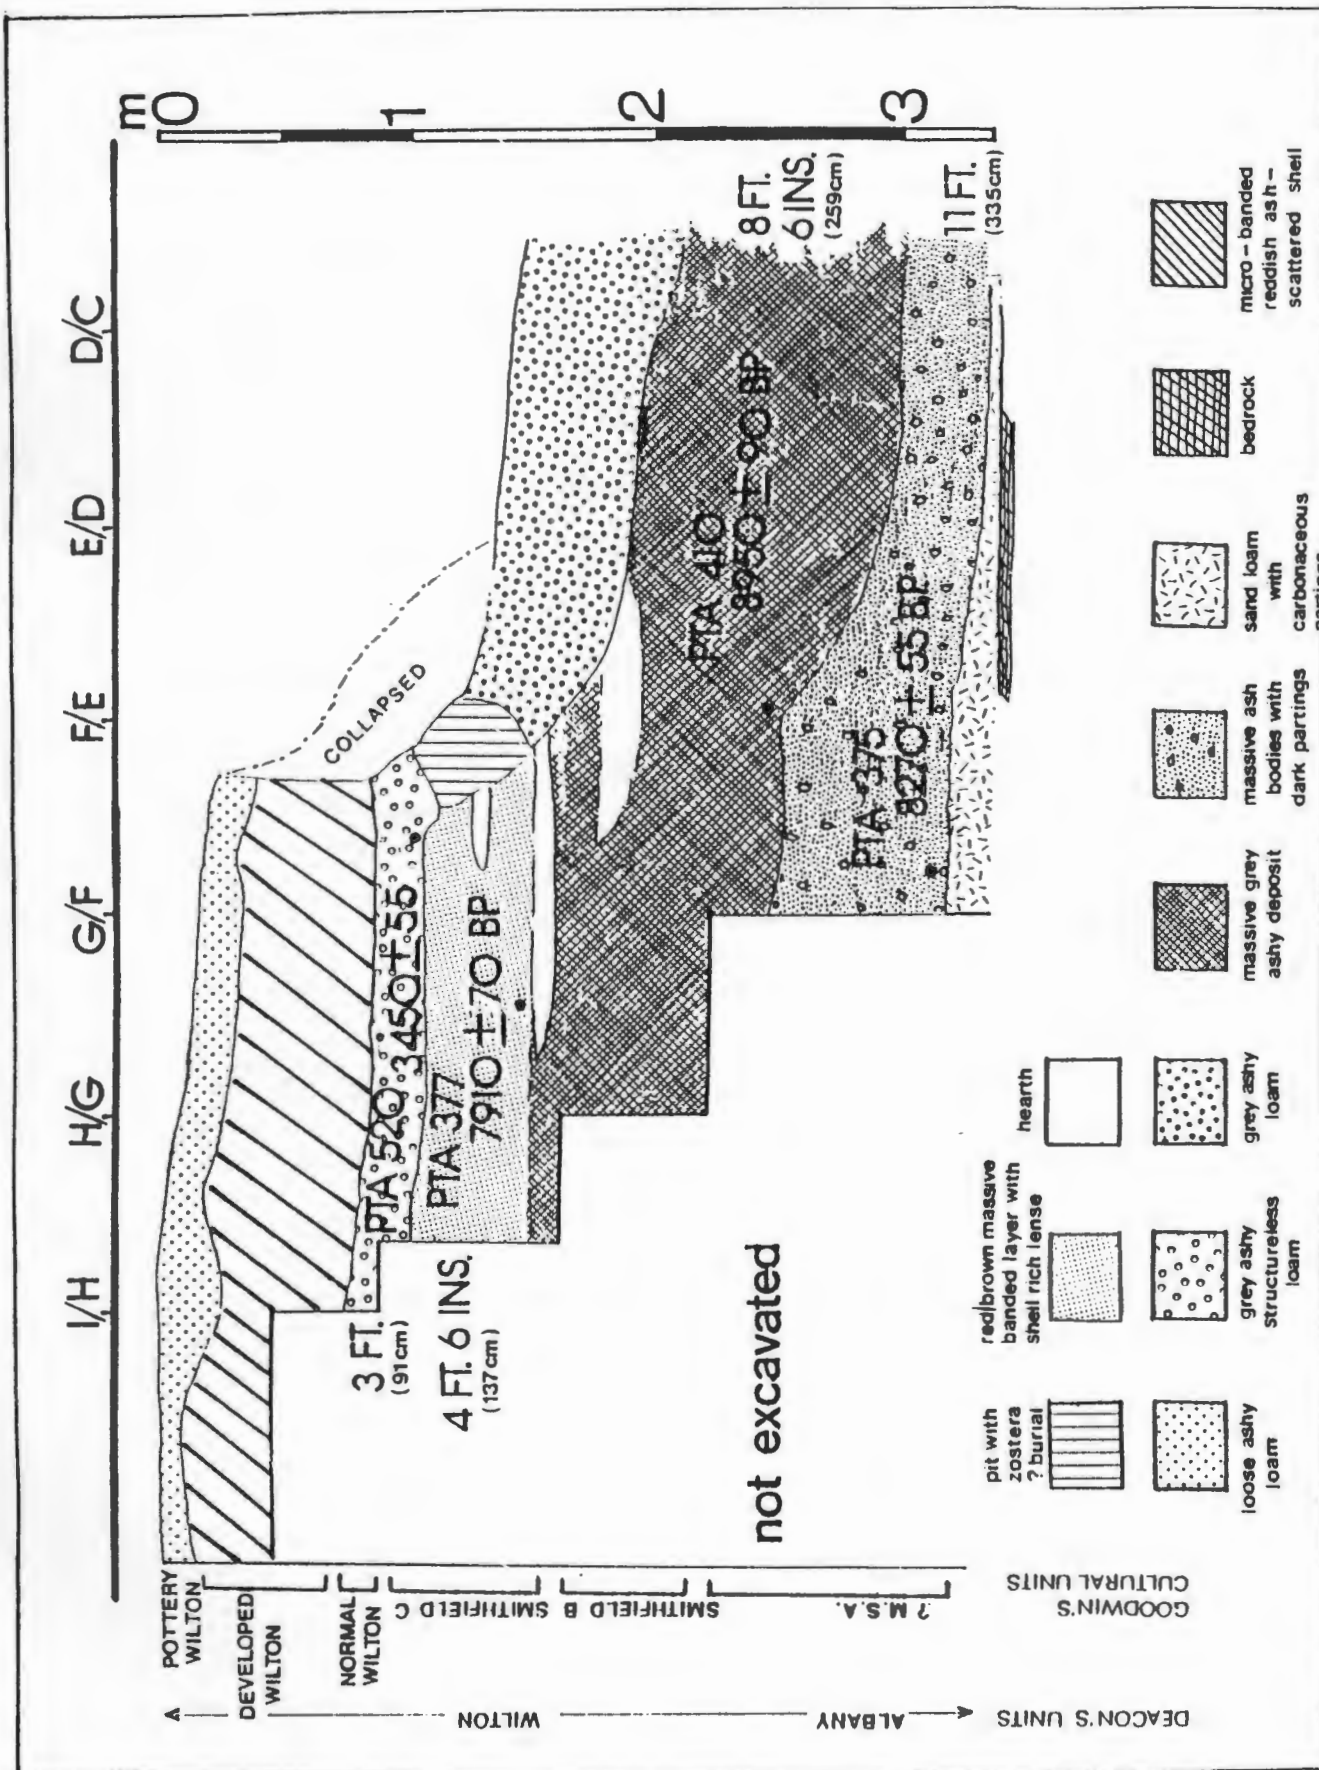 m
0
1
2
3
I/H
H/G
G/F
F/E
E/D
D/C
COLLAPSED
PTA 520 3450±55
PTA 377
7910±70 BP
PTA 410
8950±90 BP
PTA 375
8270±55 BP
3 FT.
(91cm)
4 FT. 6 INS.
(137cm)
8 FT.
6 INS.
(259cm)
11 FT.
(335cm)
not excavated
POTTERY
WILTON
DEVELOPED
WILTON
NORMAL
WILTON
SMITHFIELD C
SMITHFIELD B
? M.S.A.
GOODWIN'S
CULTURAL UNITS
WILTON
ALBANY
DEACON'S UNITS
pit with
zostera
? burial
red/brown massive
banded layer with
shell rich lense
hearth
loose ashy
loam
grey ashy
structureless
loam
grey ashy
loam
massive grey
ashy deposit
massive ash
bodies with
dark partings
sand loam
with
carbonaceous
bedrock
micro-banded
reddish ash-
scattered shell